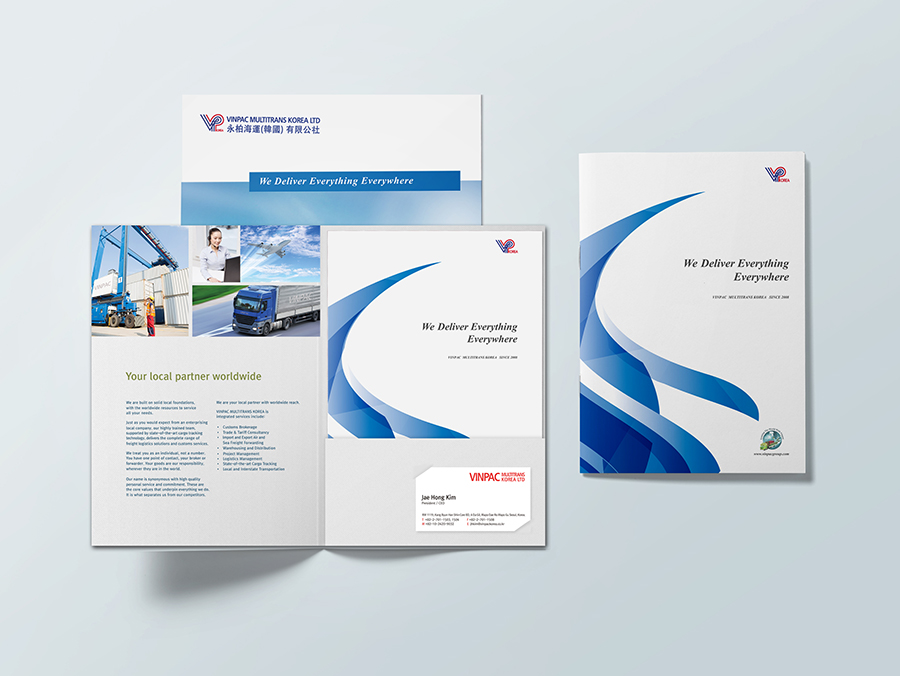 VINPAC MULTITRANS KOREA LTD
永柏海運(韓國) 有限公社
We Deliver Everything Everywhere
VINPAC
VINPAC
Your local partner worldwide
We are built on solid local foundations,
with the worldwide resources to service
all your needs.
Just as you would expect from an enterprising
local company, our highly trained team,
supported by state-of-the-art cargo tracking
technology, delivers the complete range of
freight logistics solutions and customs services.
We treat you as an individual, not a number.
You have one point of contact, your broker or
forwarder. Your goods are our responsibility,
wherever they are in the world.
Our name is synonymous with high quality
personal service and commitment. These are
the core values that underpin everything we do.
It is what separates us from our competitors.
We are your local partner with worldwide reach.
VINPAC MULTITRANS KOREA's
integrated services include:
• Customs Brokerage
• Trade & Tariff Consultancy
• Import and Export Air and
Sea Freight Forwarding
• Warehousing and Distribution
• Project Management
• Logistics Management
• State-of-the-art Cargo Tracking
• Local and Interstate Transportation
KOREA
We Deliver Everything
Everywhere
VINPAC MULTITRANS KOREA SINCE 2008
VINPAC MULTITRANS
KOREA LTD
Jae Hong Kim
President / CEO
KOREA
We Deliver Everything
Everywhere
VINPAC MULTITRANS KOREA SINCE 2008
www.vinpacgroup.com